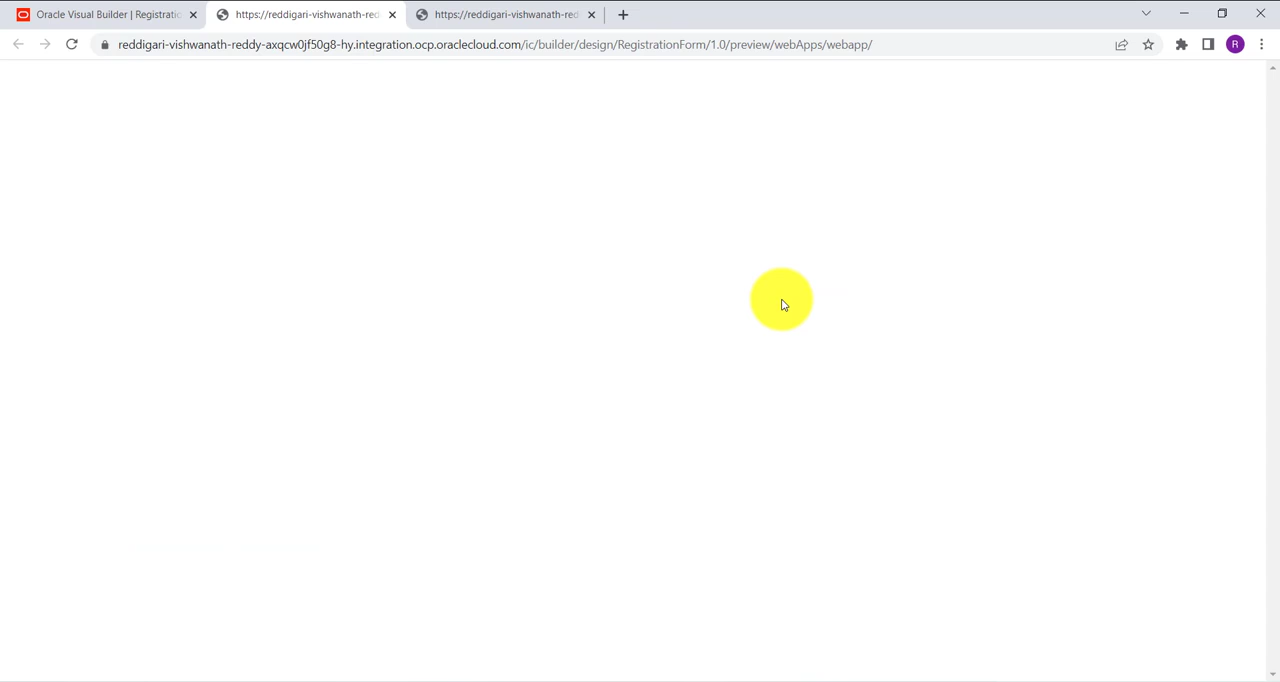 Oracle Visual Builder | Registratio
https://reddigari-vishwanath-red
https://reddigari-vishwanath-red
reddigari-vishwanath-reddy-axqcw0jf50g8-hy.integration.ocp.oraclecloud.com/ic/builder/design/RegistrationForm/1.0/preview/webApps/webapp/
R